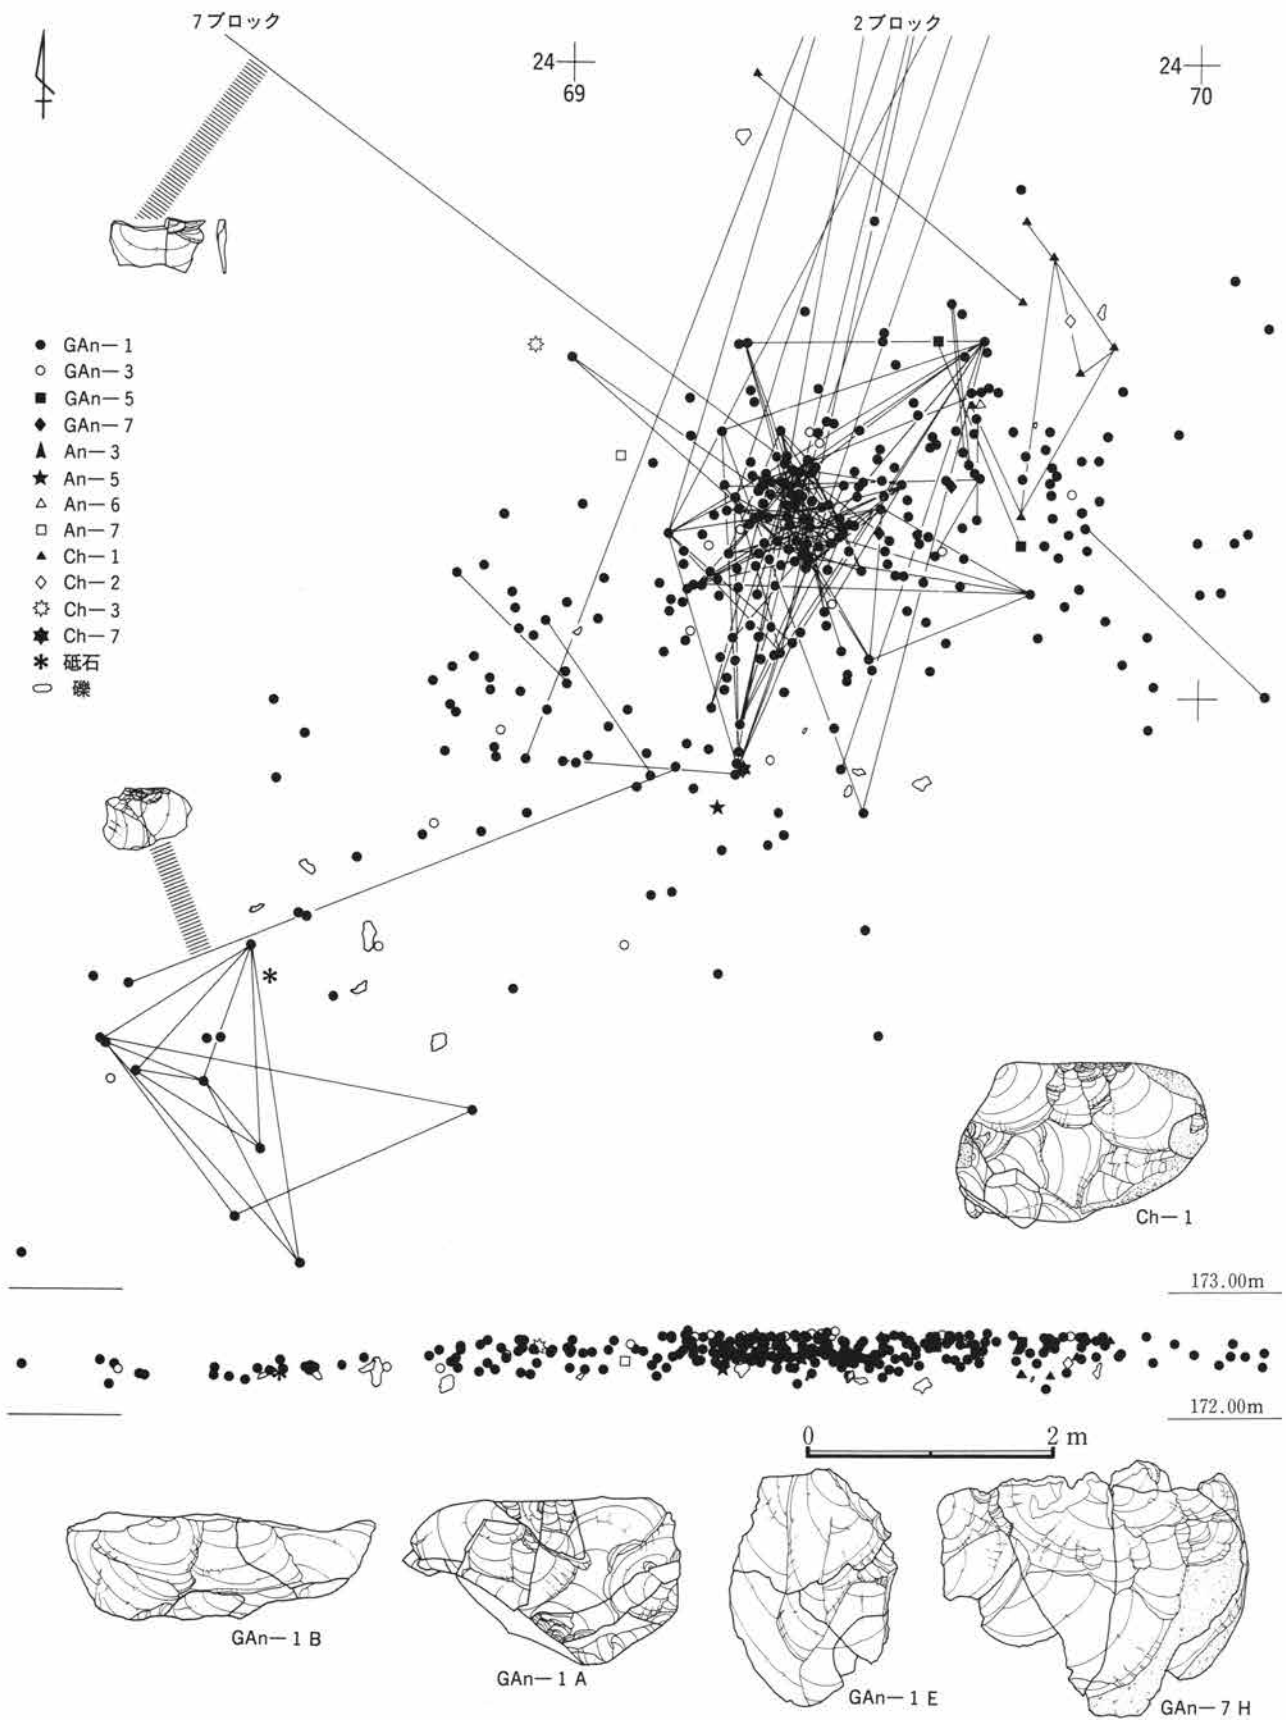 7ブロック
2ブロック
24
69
24
70
GAn—1
GAn—3
GAn—5
GAn—7
An—3
An—5
An—6
An—7
Ch—1
Ch—2
Ch—3
Ch—7
砥石
礫
Ch—1
173.00m
172.00m
0 2 m
GAn—1 B
GAn—1 A
GAn—1 E
GAn—7 H